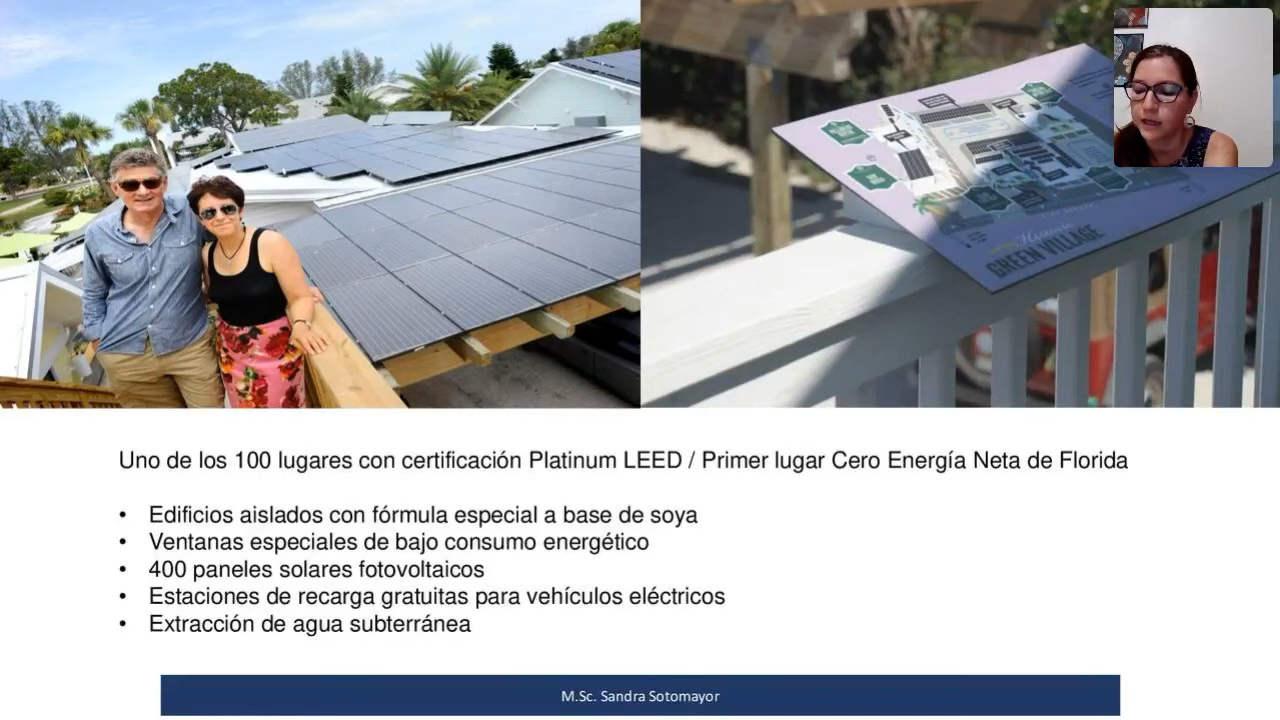 Historic
GREEN VILLAGE
Uno de los 100 lugares con certificación Platinum LEED / Primer lugar Cero Energía Neta de Florida
• Edificios aislados con fórmula especial a base de soya
• Ventanas especiales de bajo consumo energético
• 400 paneles solares fotovoltaicos
• Estaciones de recarga gratuitas para vehículos eléctricos
• Extracción de agua subterránea
M.Sc. Sandra Sotomayor